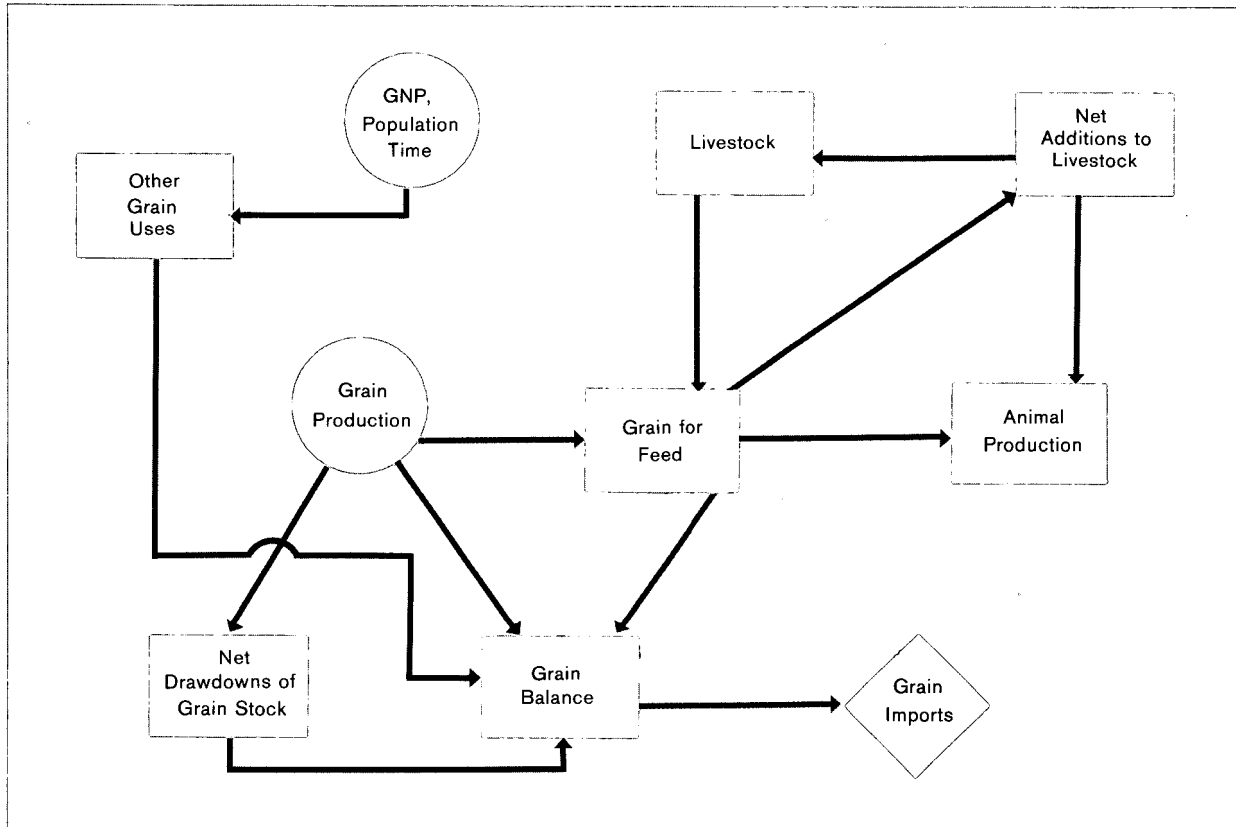 GNP,
Population
Time
Other
Grain
Uses
Livestock
Net
Additions to
Livestock
Grain
Production
Grain for
Feed
Animal
Production
Net
Drawdowns of
Grain Stock
Grain
Balance
Grain
Imports